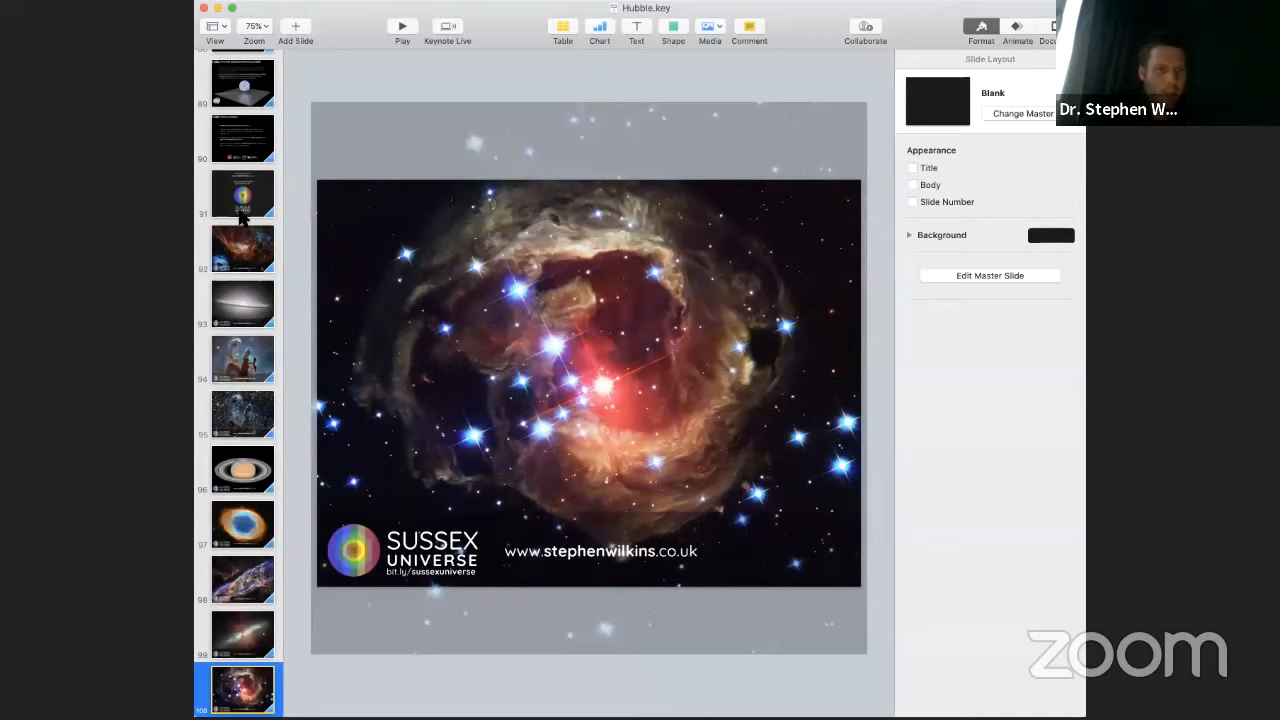 Hubble.key
75%
View
Zoom
Add Slide
Play
Keynote Live
Table
Chart
Text
Shape
Media
Comment
Collaborate
Format
Animate
Slide Layout
Blank
Change Master
Appearance
Title
Body
Slide Number
Background
Edit Master Slide
Dr. Stephen W...
89
90
91
92
93
94
95
96
97
98
99
100
SUSSEX
UNIVERSE
bit.ly/sussexuniverse
www.stephenwilkins.co.uk
zoom